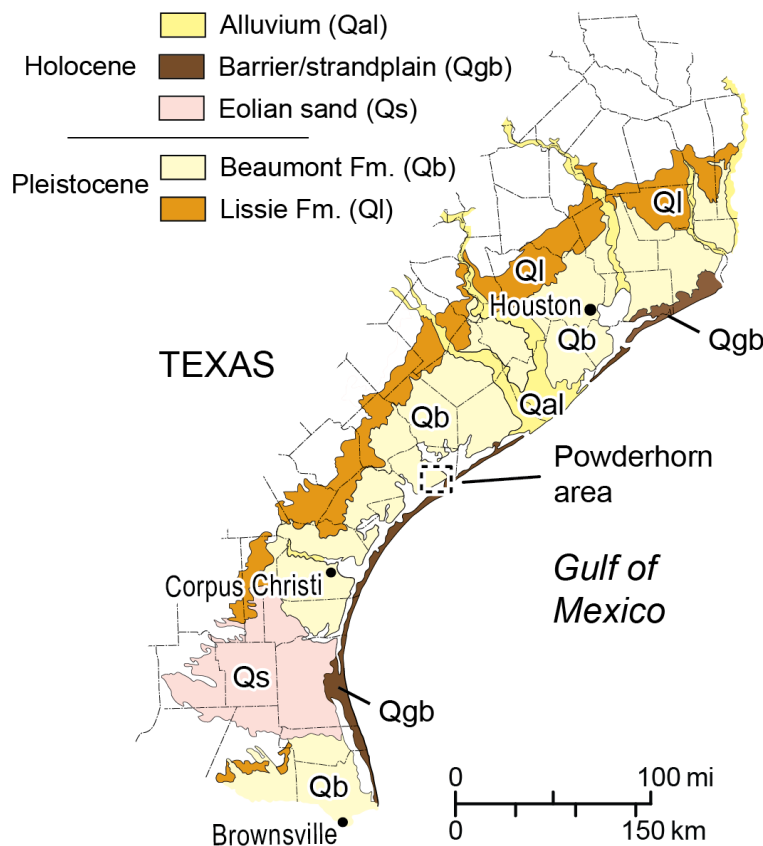 Holocene
Alluvium (Qal)
Barrier/strandplain (Qgb)
Eolian sand (Qs)
Pleistocene
Beaumont Fm. (Qb)
Lissie Fm. (Ql)
Ql
Ql
Houston
Qb
Qgb
TEXAS
Qal
Qb
Powderhorn
area
Corpus Christi
Gulf of
Mexico
Qs
Qgb
Qb
Brownsville
0 100 mi
0 150 km